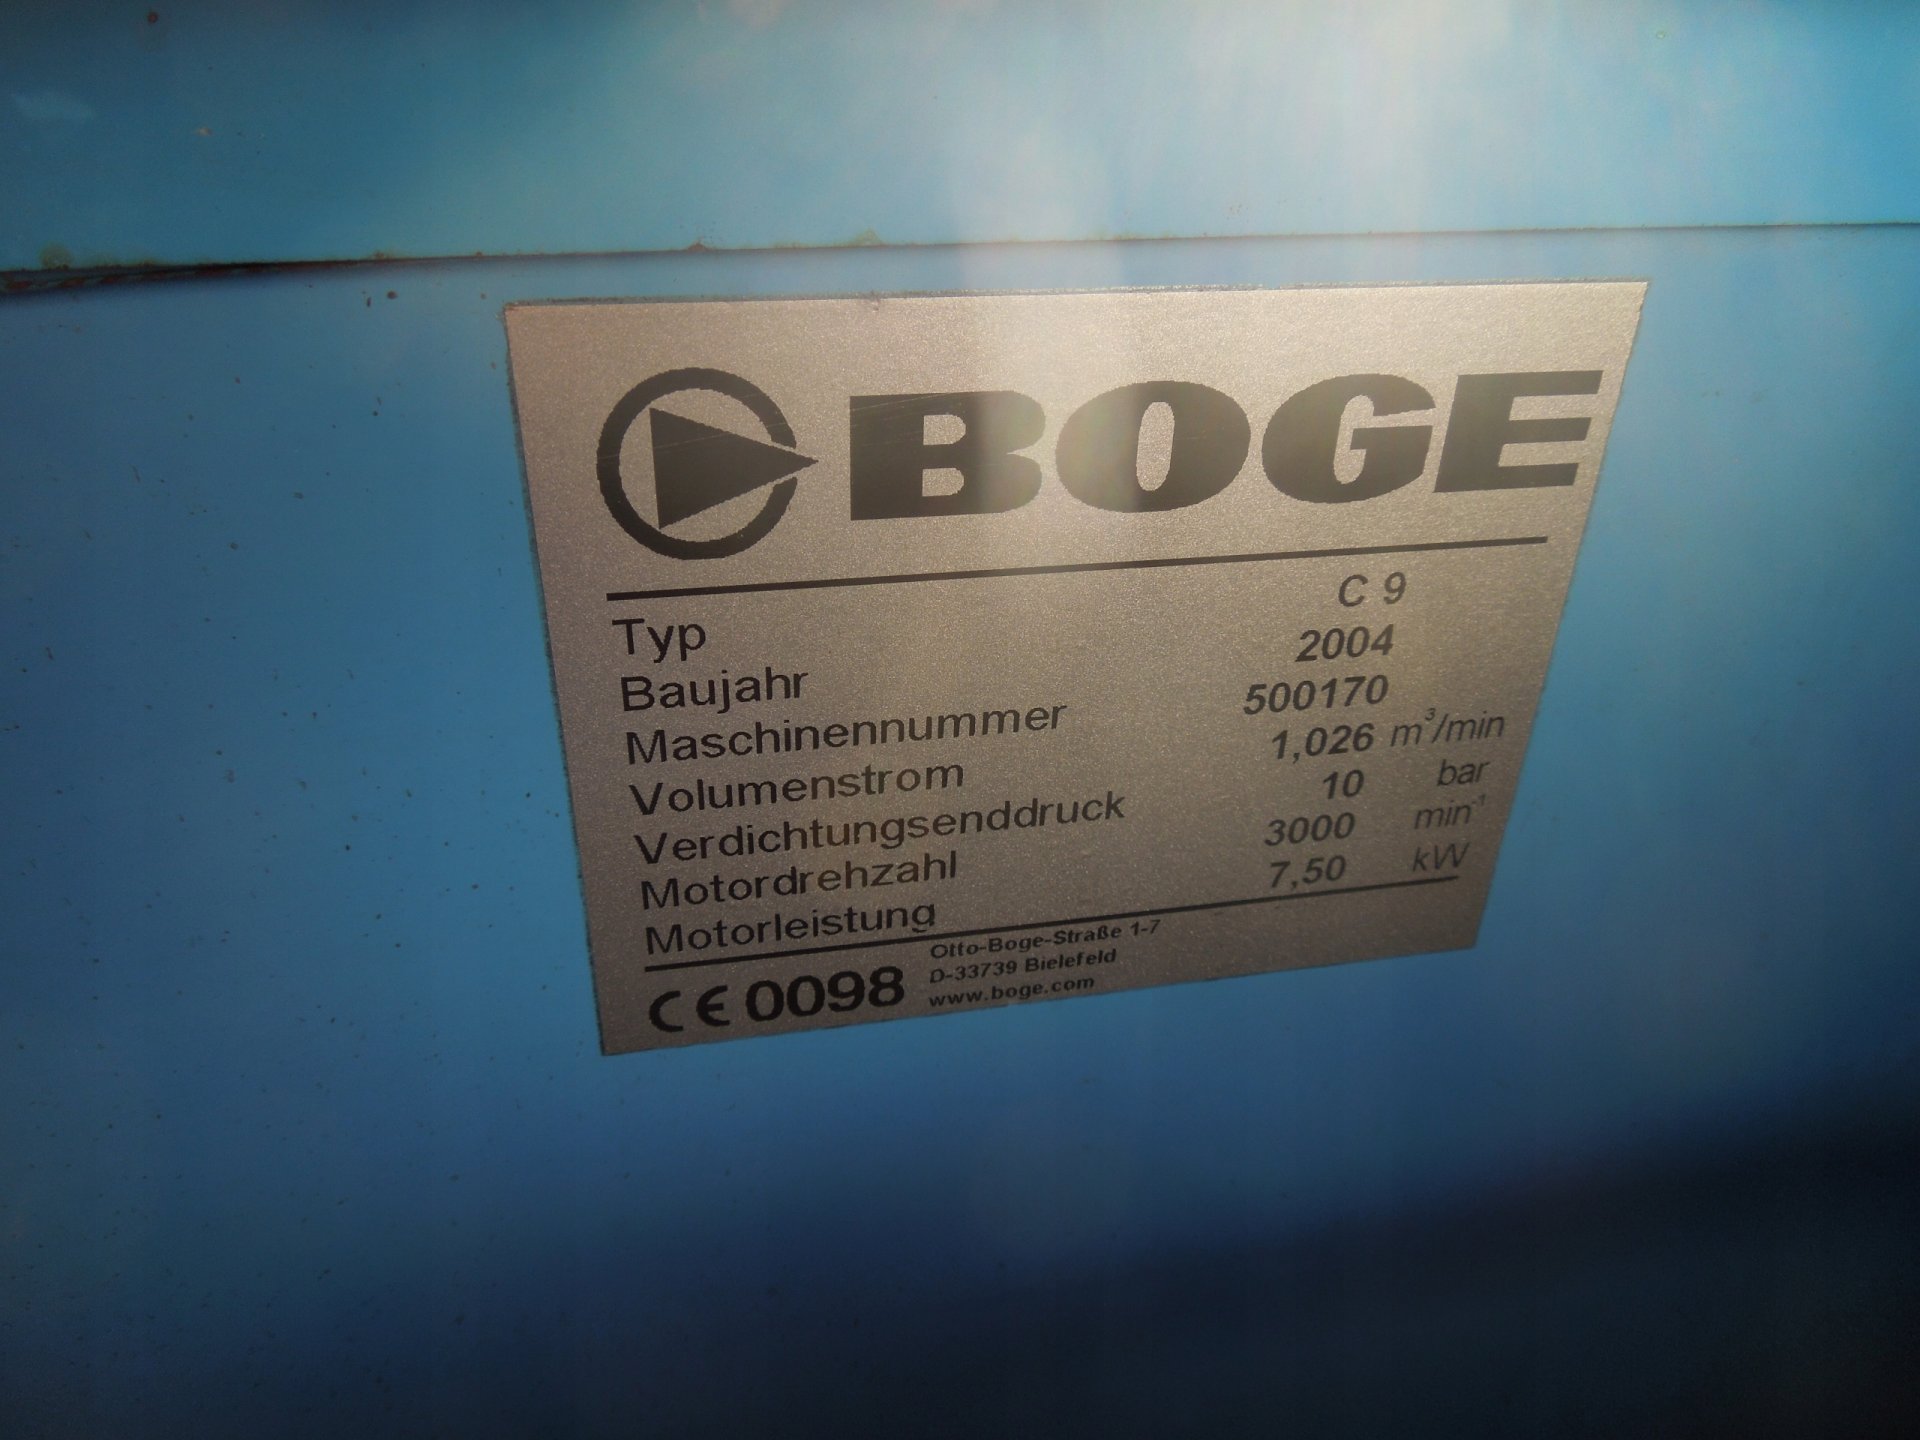 BOGE
Typ C 9
Baujahr 2004
Maschinennummer 500170
Volumenstrom 1,026 m³/min
Verdichtungsenddruck 10 bar
Motordrehzahl 3000 min⁻¹
Motorleistung 7,50 kW
CE 0098
Otto-Boge-Straße 1-7
D-33739 Bielefeld
www.boge.com